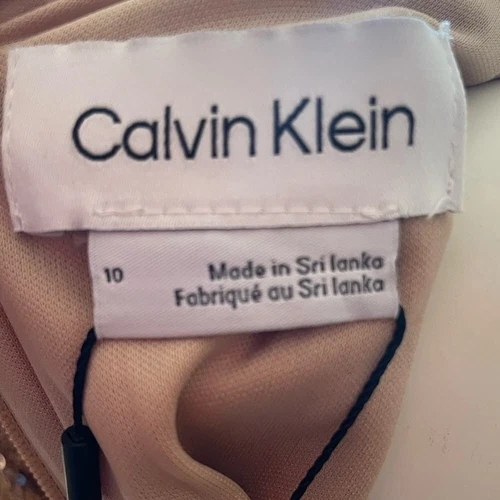 Calvin Klein
10
Made in Sri lanka
Fabriqué au Sri lanka